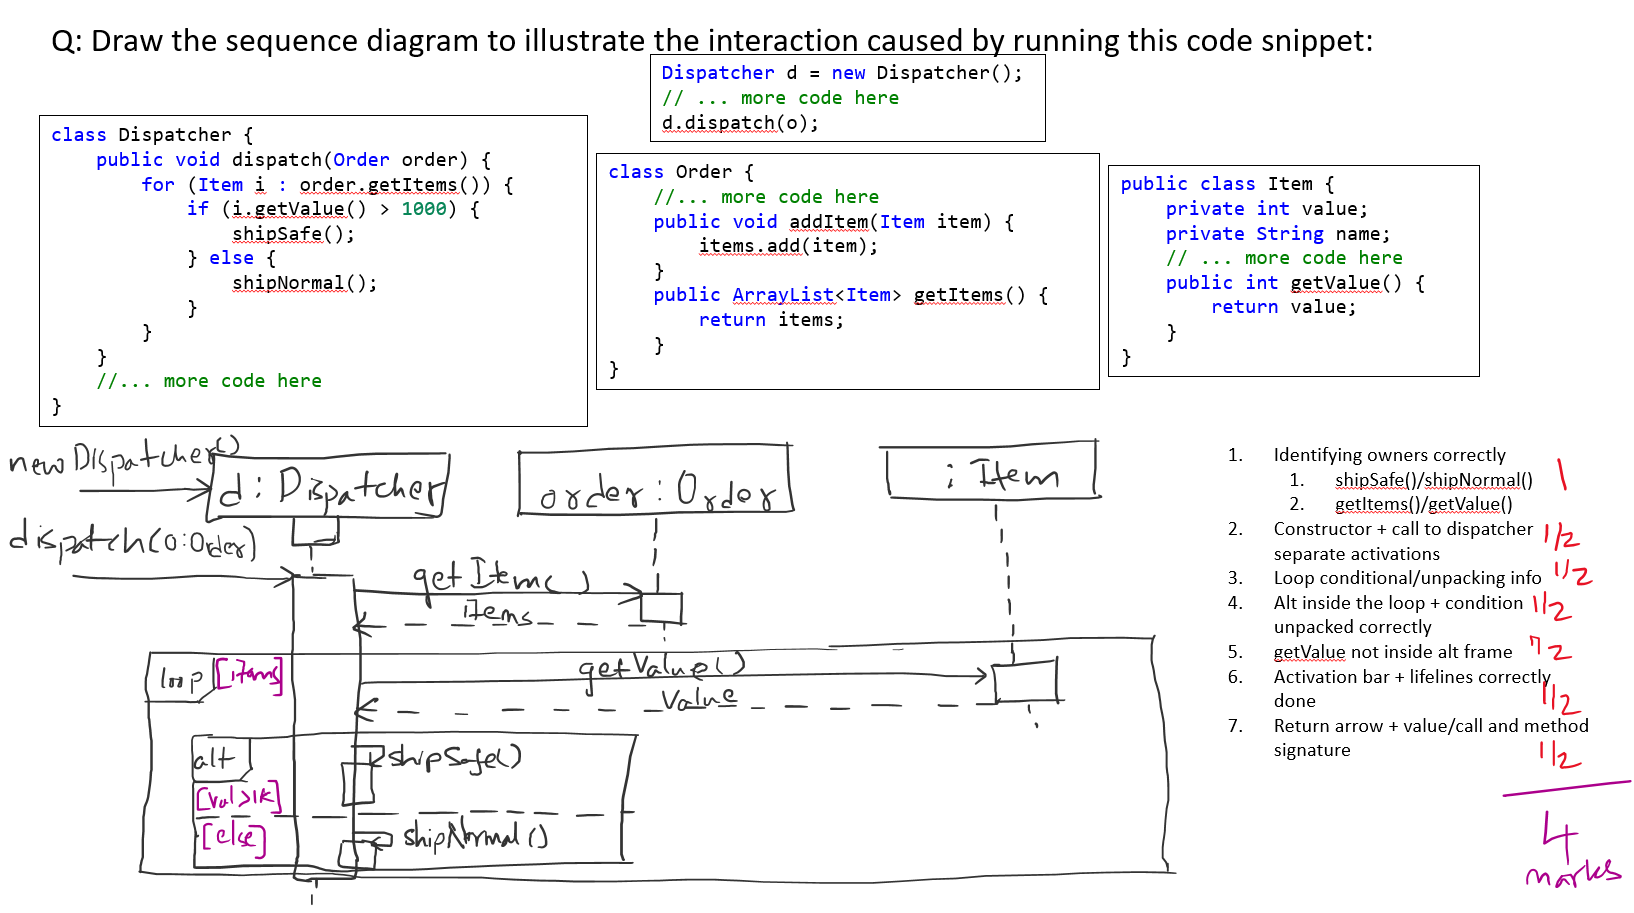 Q: Draw the sequence diagram to illustrate the interaction caused by running this code snippet:
Dispatcher d = new Dispatcher();
// ... more code here
d.dispatch(o);
class Dispatcher {
    public void dispatch(Order order) {
        for (Item i : order.getItems()) {
            if (i.getValue() > 1000) {
                shipSafe();
            } else {
                shipNormal();
            }
        }
    }
    //... more code here
}
class Order {
    //... more code here
    public void addItem(Item item) {
        items.add(item);
    }
    public ArrayList<Item> getItems() {
        return items;
    }
}
public class Item {
    private int value;
    private String name;
    // ... more code here
    public int getValue() {
        return value;
    }
}
new Dispatcher()
d : Dispatcher
order : Order
: Item
dispatch(o:Order)
getItem()
items
loop [items]
getValue()
Value
alt
shipSafe()
[val>1K]
[else]
shipNormal()
1. Identifying owners correctly
1. shipSafe()/shipNormal()
2. getItems()/getValue()
1
2. Constructor + call to dispatcher
separate activations
1/2
3. Loop conditional/unpacking info
1/2
4. Alt inside the loop + condition
unpacked correctly
1/2
5. getValue not inside alt frame
1/2
6. Activation bar + lifelines correctly
done
1/2
7. Return arrow + value/call and method
signature
1/2
4
marks